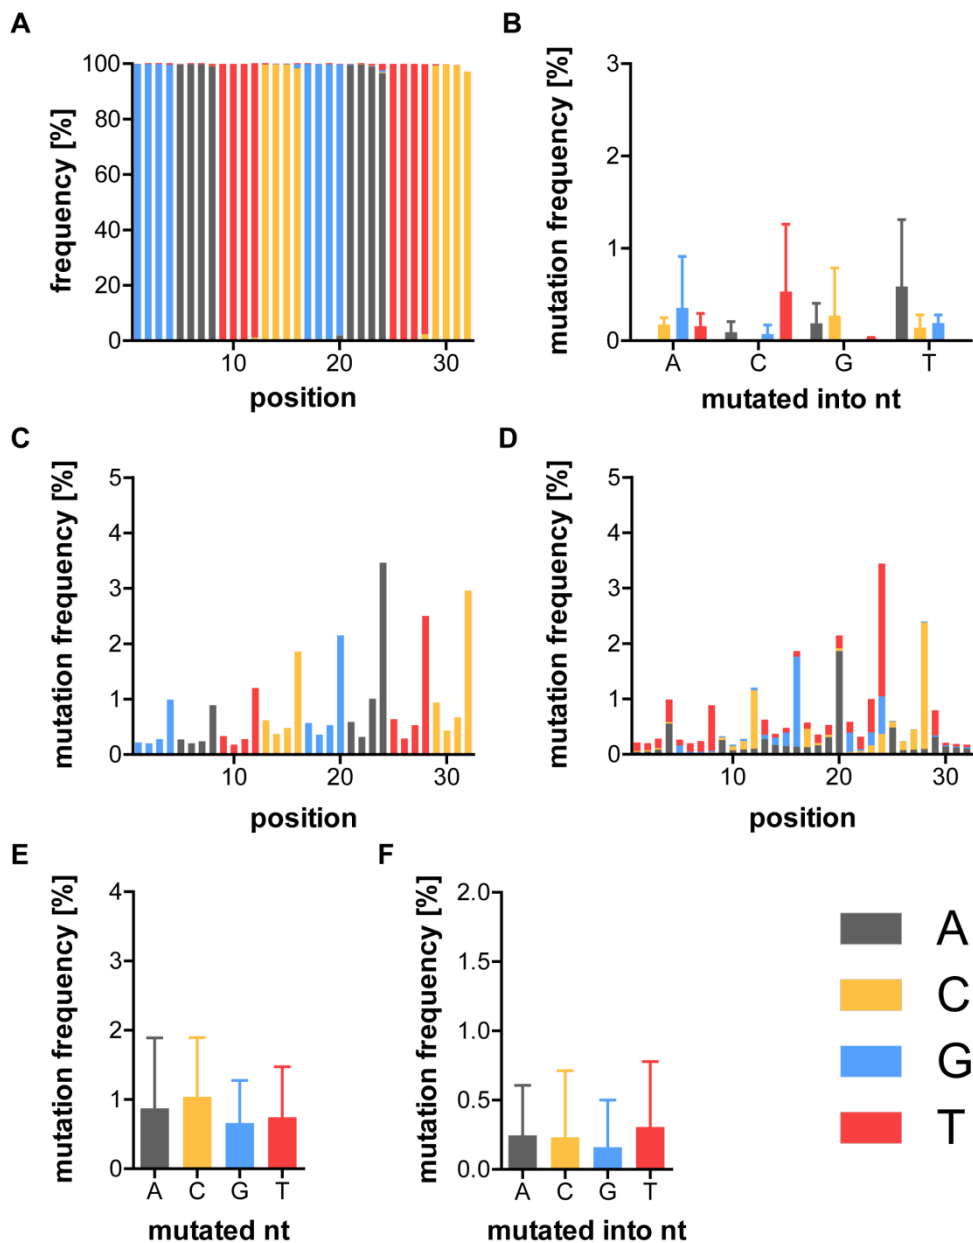 A
frequency [%]
100
80
60
40
20
0
10
20
30
position
B
mutation frequency [%]
3
2
1
0
A
C
G
T
mutated into nt
C
mutation frequency [%]
5
4
3
2
1
0
10
20
30
position
D
mutation frequency [%]
5
4
3
2
1
0
10
20
30
position
E
mutation frequency [%]
4
3
2
1
0
A
C
G
T
mutated nt
F
mutation frequency [%]
2.0
1.5
1.0
0.5
0.0
A
C
G
T
mutated into nt
A
C
G
T